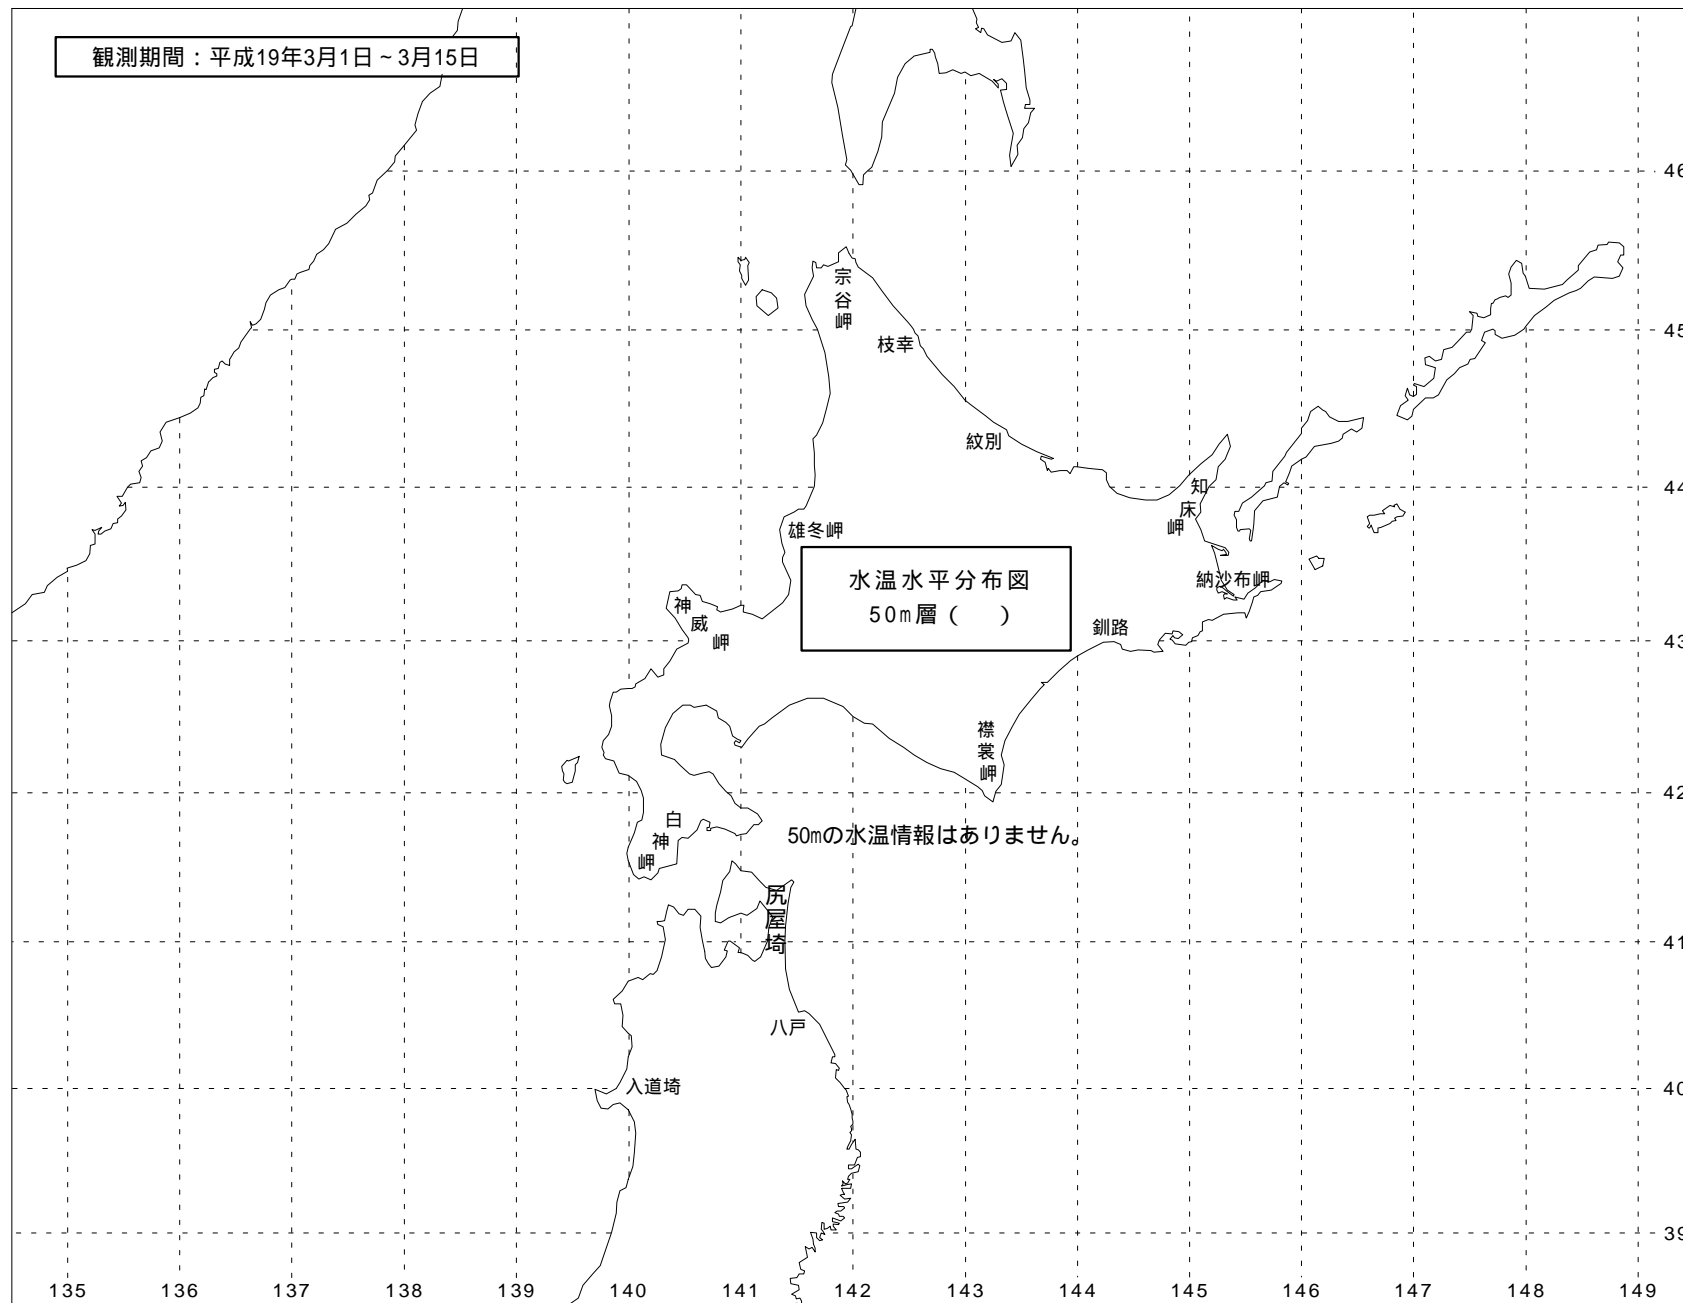 観測期間：平成19年3月1日～3月15日
46
宗谷岬
45
枝幸
紋別
44
知床岬
雄冬岬
水温水平分布図
50m層（　）
納沙布岬
神威岬
釧路
43
襟裳岬
42
白神岬
50mの水温情報はありません。
尻屋埼
41
八戸
入道埼
40
39
135 136 137 138 139 140 141 142 143 144 145 146 147 148 149